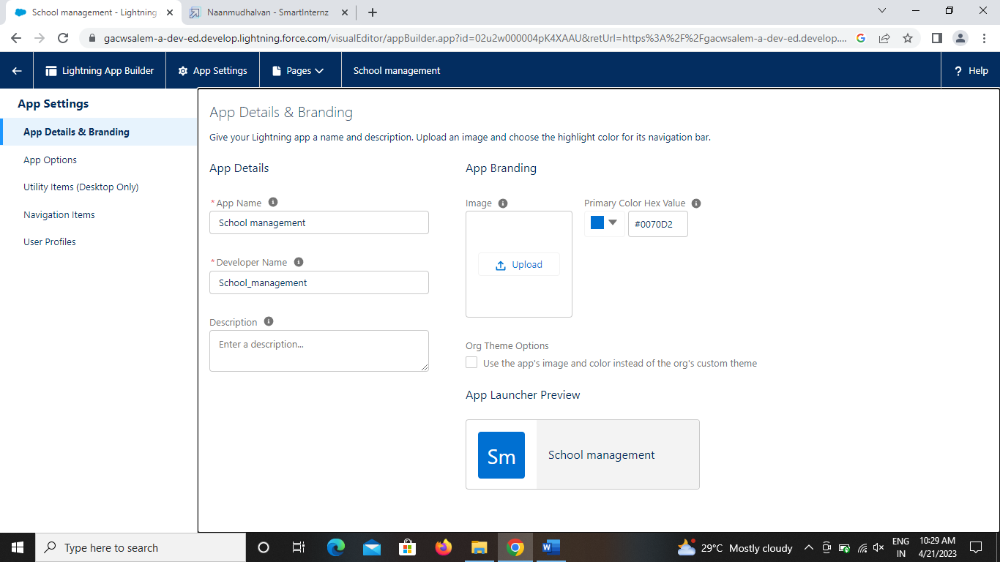 School management - Lightning
Naanmudhalvan - SmartInternz
gacwsalem-a-dev-ed.develop.lightning.force.com/visualEditor/appBuilder.app?id=02u2w000004pK4XAAU&retUrl=https%3A%2F%2Fgacwsalem-a-dev-ed.develop....
Lightning App Builder
App Settings
Pages
School management
? Help
App Settings
App Details & Branding
App Options
Utility Items (Desktop Only)
Navigation Items
User Profiles
App Details & Branding
Give your Lightning app a name and description. Upload an image and choose the highlight color for its navigation bar.
App Details
*App Name
School management
*Developer Name
School_management
Description
Enter a description...
App Branding
Image
Upload
Primary Color Hex Value
#0070D2
Org Theme Options
Use the app's image and color instead of the org's custom theme
App Launcher Preview
Sm
School management
Type here to search
29°C Mostly cloudy
ENG
IN
10:29 AM
4/21/2023